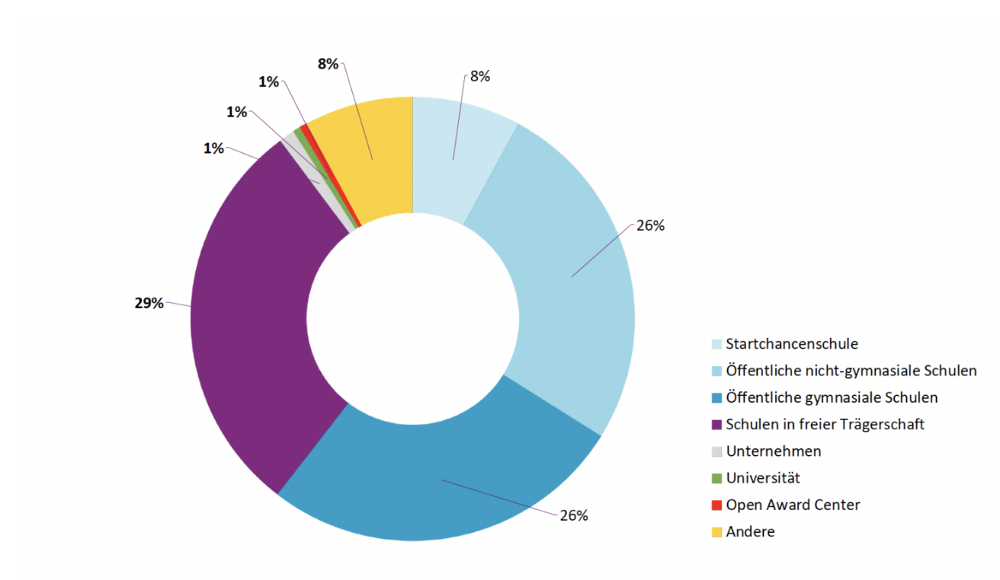 8%
8%
1%
1%
1%
26%
29%
26%
Startchancenschule
Öffentliche nicht-gymnasiale Schulen
Öffentliche gymnasiale Schulen
Schulen in freier Trägerschaft
Unternehmen
Universität
Open Award Center
Andere